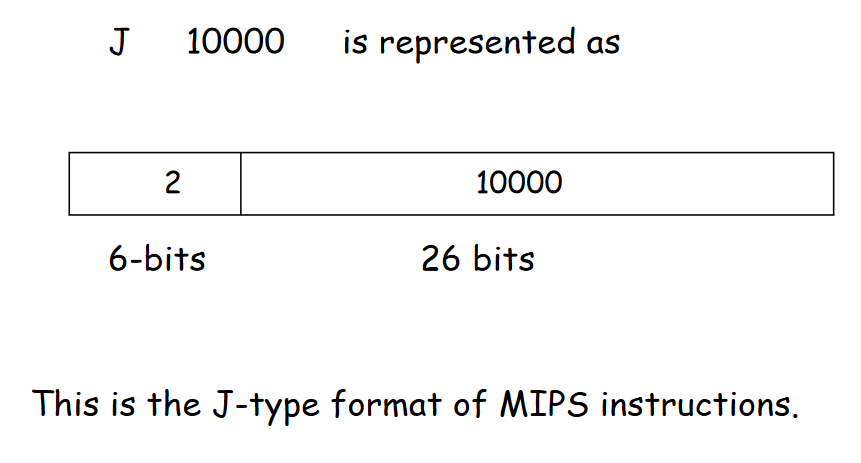 J 10000 is represented as
2 10000
6-bits 26 bits
This is the J-type format of MIPS instructions.